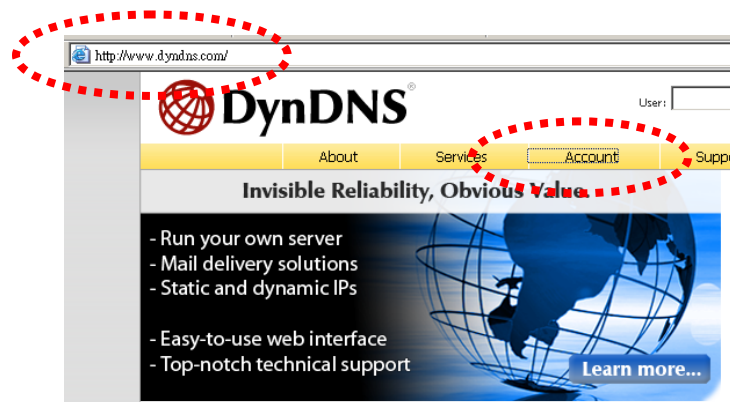 http://www.dyndns.com/
DynDNS®
User:
About Services Account Supp
Invisible Reliability, Obvious Value.
- Run your own server
- Mail delivery solutions
- Static and dynamic IPs
- Easy-to-use web interface
- Top-notch technical support
Learn more...